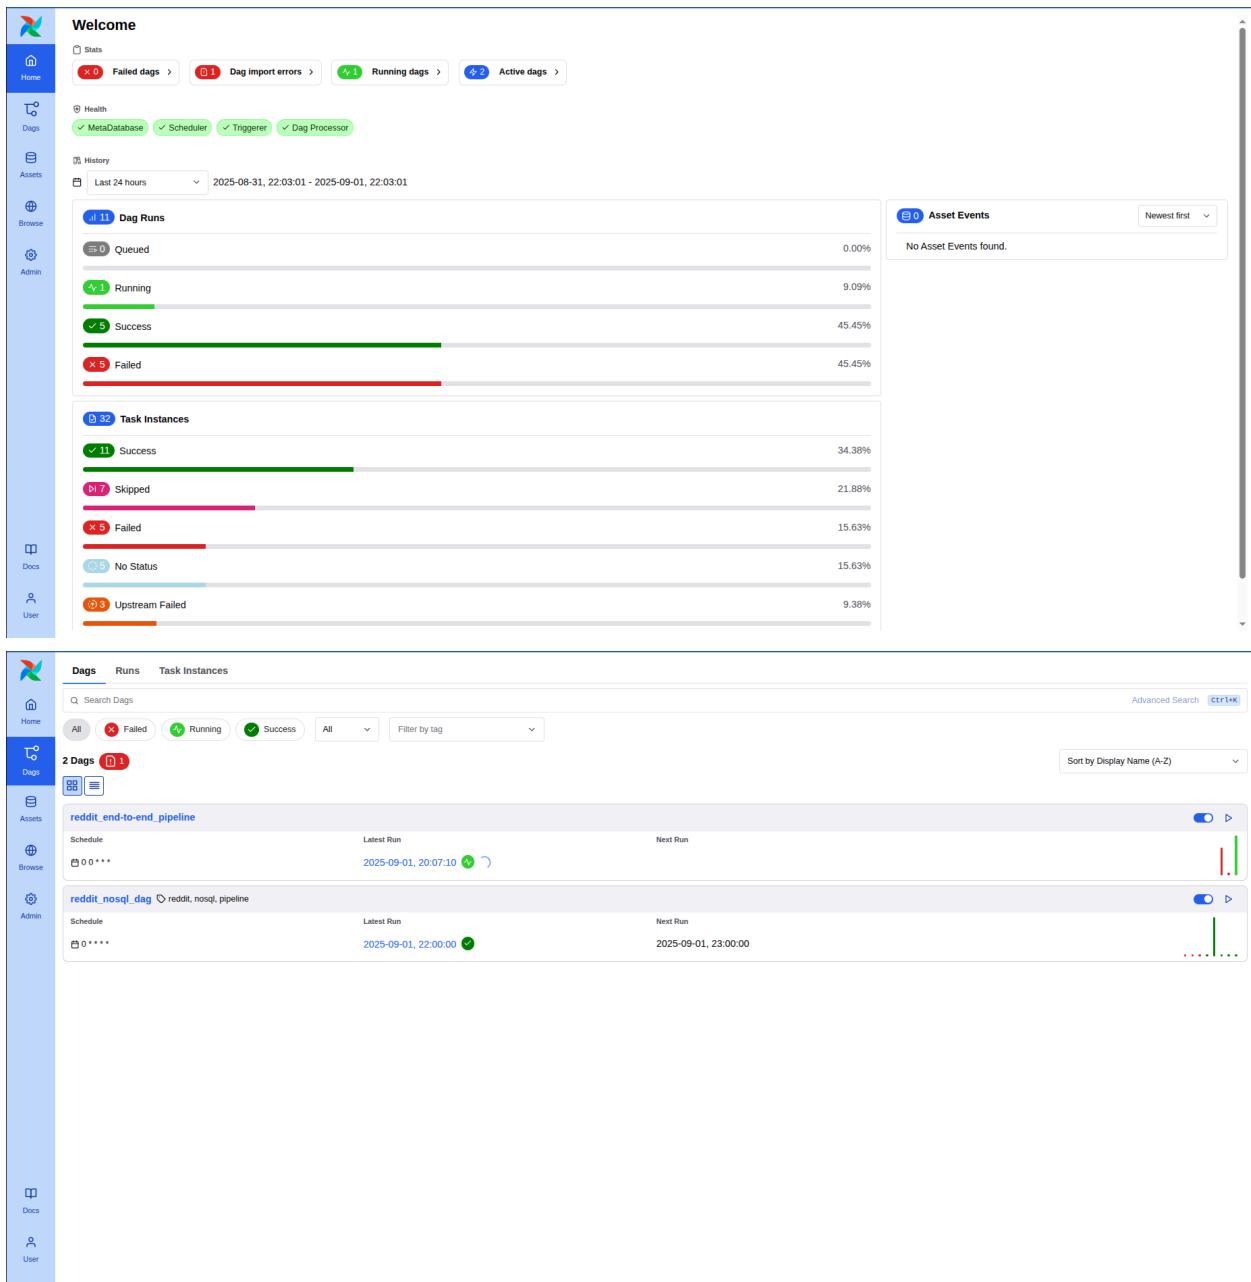 Welcome
Stats
0 Failed dags
1 Dag import errors
1 Running dags
2 Active dags
Health
MetaDatabase
Scheduler
Triggerer
Dag Processor
History
Last 24 hours
2025-08-31, 22:03:01 - 2025-09-01, 22:03:01
11 Dag Runs
0 Queued 0.00%
1 Running 9.09%
5 Success 45.45%
5 Failed 45.45%
0 Asset Events
Newest first
No Asset Events found.
32 Task Instances
11 Success 34.38%
7 Skipped 21.88%
5 Failed 15.63%
5 No Status 15.63%
3 Upstream Failed 9.38%
Home
Dags
Assets
Browse
Admin
Docs
User
Dags Runs Task Instances
Search Dags
Advanced Search Ctrl+K
All Failed Running Success All Filter by tag
2 Dags 1
Sort by Display Name (A-Z)
reddit_end-to-end_pipeline
Schedule Latest Run Next Run
0 0 * * * 2025-09-01, 20:07:10
reddit_nosql_dag reddit, nosql, pipeline
Schedule Latest Run Next Run
0 * * * * 2025-09-01, 22:00:00 2025-09-01, 23:00:00
Home
Dags
Assets
Browse
Admin
Docs
User